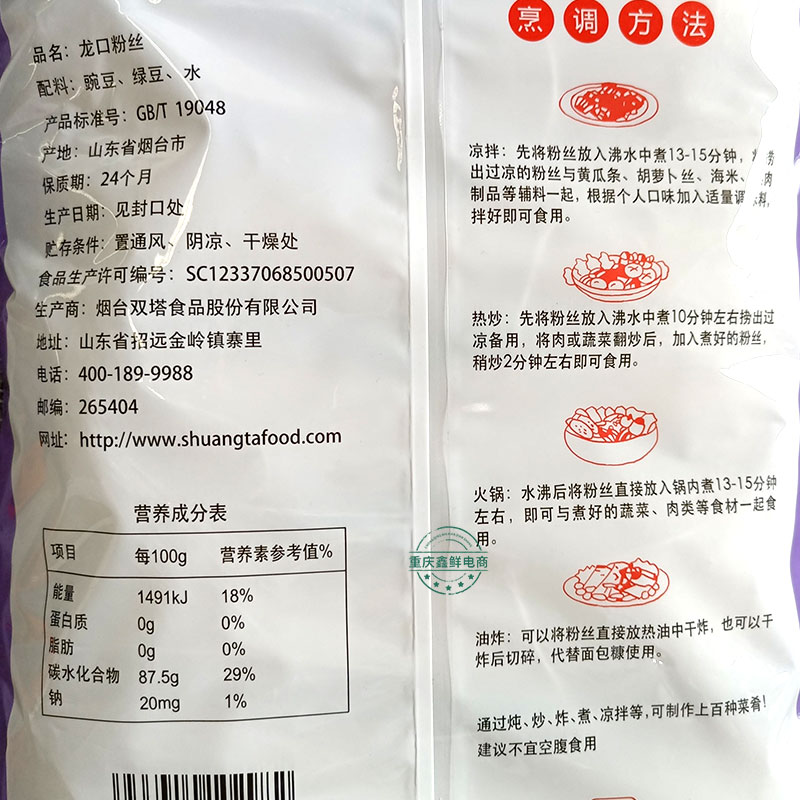 品名：龙口粉丝
配料：豌豆、绿豆、水
产品标准号：GB/T 19048
产地：山东省烟台市
保质期：24个月
生产日期：见封口处
贮存条件：置通风、阴凉、干燥处
食品生产许可编号：SC12337068500507
生产商：烟台双塔食品股份有限公司
地址：山东省招远金岭镇寨里
电话：400-189-9988
邮编：265404
网址：http://www.shuangtafood.com
营养成分表
项目 每100g 营养素参考值%
能量 1491kJ 18%
蛋白质 0g 0%
脂肪 0g 0%
碳水化合物 87.5g 29%
钠 20mg 1%
烹调方法
凉拌：先将粉丝放入沸水中煮13-15分钟，捞
出过凉的粉丝与黄瓜条、胡萝卜丝、海米、肉
制品等辅料一起，根据个人口味加入适量调料，
拌好即可食用。
热炒：先将粉丝放入沸水中煮10分钟左右捞出过
凉备用，将肉或蔬菜翻炒后，加入煮好的粉丝，
稍炒2分钟左右即可食用。
火锅：水沸后将粉丝直接放入锅内煮13-15分钟
左右，即可与煮好的蔬菜、肉类等食材一起食
用。
重庆鑫鲜电商
油炸：可以将粉丝直接放热油中干炸，也可以干
炸后切碎，代替面包糠使用。
通过炖、炒、炸、煮、凉拌等，可制作上百种菜肴！
建议不宜空腹食用